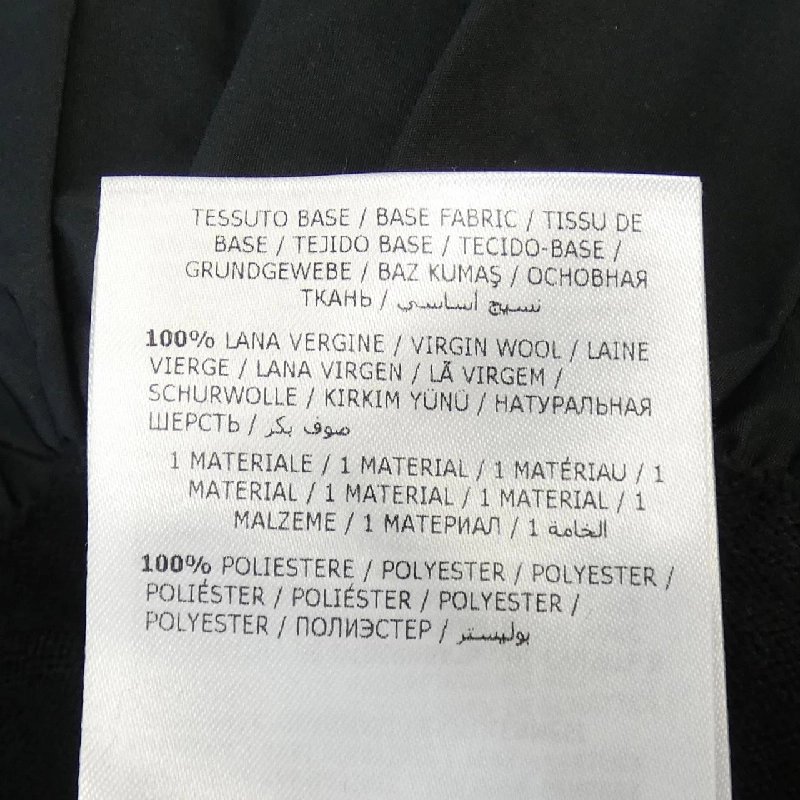 TESSUTO BASE / BASE FABRIC / TISSU DE
BASE / TEJIDO BASE / TECIDO-BASE /
GRUNDGEWEBE / BAZ KUMAŞ / ОСНОВНАЯ
ТКАНЬ / نسيج أساسي
100% LANA VERGINE / VIRGIN WOOL / LAINE
VIERGE / LANA VIRGEN / LÃ VIRGEM /
SCHURWOLLE / KIRKIM YÜNÜ / НАТУРАЛЬНАЯ
ШЕРСТЬ / صوف بكر
1 MATERIALE / 1 MATERIAL / 1 MATÉRIAU / 1
MATERIAL / 1 MATERIAL / 1 MATERIAL / 1
MALZEME / 1 МАТЕРИАЛ / 1 الخامة
100% POLIESTERE / POLYESTER / POLYESTER /
POLIÉSTER / POLIÉSTER / POLYESTER /
POLYESTER / ПОЛИЭСТЕР / بوليستر